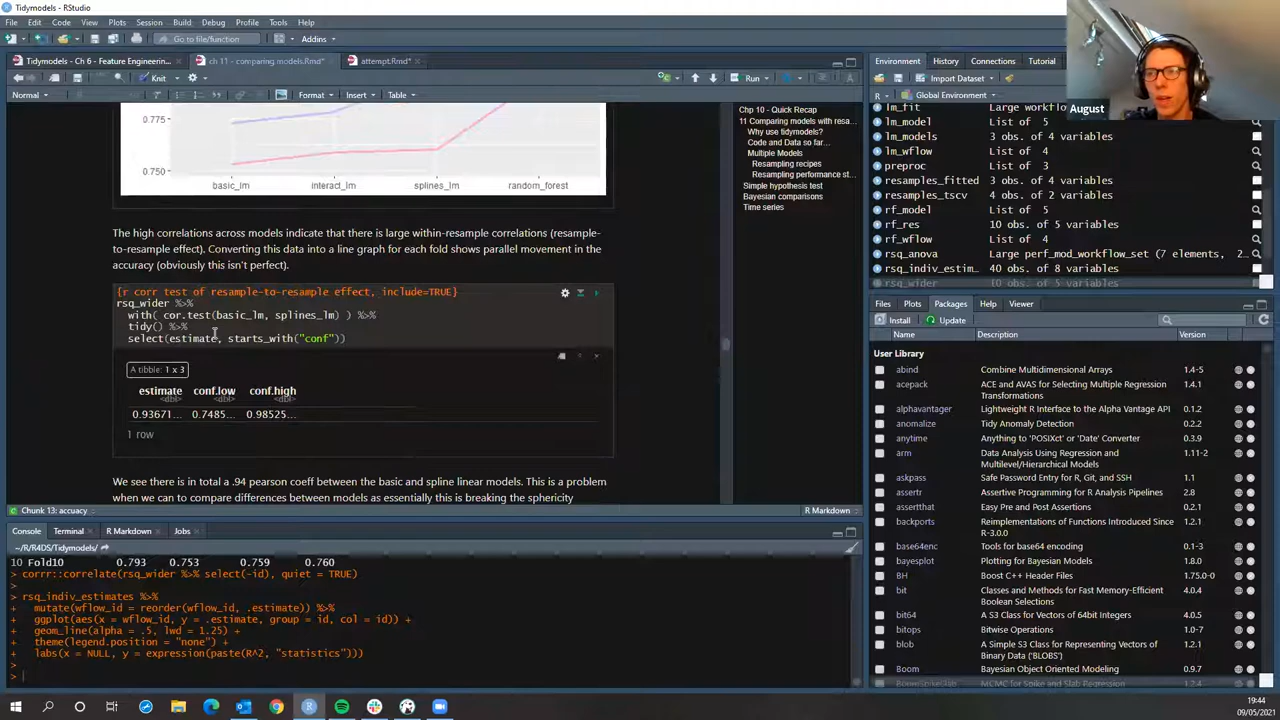 Tidymodels - RStudio
File Edit Code View Plots Session Build Debug Profile Tools Help
Go to file/function Addins
Tidymodels - Ch 6 - Feature Engineerin... ch 11 - comparing models.Rmd* attempt.Rmd*
Knit Run
Normal Format Insert Table
0.775
0.750
basic_lm interact_lm splines_lm random_forest
The high correlations across models indicate that there is large within-resample correlations (resample-
to-resample effect). Converting this data into a line graph for each fold shows parallel movement in the
accuracy (obviously this isn't perfect).
{r corr test of resample-to-resample effect, include=TRUE}
rsq_wider %>%
with( cor.test(basic_lm, splines_lm) ) %>%
tidy() %>%
select(estimate, starts_with("conf"))
A tibble: 1 x 3
estimate conf.low conf.high
<dbl> <dbl> <dbl>
0.93671... 0.7485... 0.98525...
1 row
We see there is in total a .94 pearson coeff between the basic and spline linear models. This is a problem
when we can to compare differences between models as essentially this is breaking the sphericity
Chp 10 - Quick Recap
11 Comparing models with resa...
Why use tidymodels?
Code and Data so far...
Multiple Models
Resampling recipes
Resampling performance st...
Simple hypothesis test
Bayesian comparisons
Time series
Chunk 13: accuacy R Markdown
Console Terminal R Markdown Jobs
~/R/R4DS/Tidymodels/
10 Fold10 0.793 0.753 0.759 0.760
> corrr::correlate(rsq_wider %>% select(-id), quiet = TRUE)
>
> rsq_indiv_estimates %>%
+ mutate(wflow_id = reorder(wflow_id, .estimate)) %>%
+ ggplot(aes(x = wflow_id, y = .estimate, group = id, col = id)) +
+ geom_line(alpha = .5, lwd = 1.25) +
+ theme(legend.position = "none") +
+ labs(x = NULL, y = expression(paste(R^2, "statistics")))
>
>
Environment History Connections Tutorial
Import Dataset
R Global Environment
lm_fit Large workflo
lm_model List of 5
lm_models 3 obs. of 4 variables
lm_wflow List of 4
preproc List of 3
resamples_fitted 3 obs. of 4 variables
resamples_tscv 4 obs. of 2 variables
rf_model List of 5
rf_res 10 obs. of 5 variables
rf_wflow List of 4
rsq_anova Large perf_mod_workflow_set (7 elements, 2...
rsq_indiv_estim… 40 obs. of 8 variables
rsq_wider 10 obs. of 5 variables
August
Files Plots Packages Help Viewer
Install Update
Name Description Version
User Library
abind Combine Multidimensional Arrays 1.4-5
acepack ACE and AVAS for Selecting Multiple Regression Transformations 1.4.1
alphavantager Lightweight R Interface to the Alpha Vantage API 0.1.2
anomalize Tidy Anomaly Detection 0.2.2
anytime Anything to 'POSIXct' or 'Date' Converter 0.3.9
arm Data Analysis Using Regression and Multilevel/Hierarchical Models 1.11-2
askpass Safe Password Entry for R, Git, and SSH 1.1
assertr Assertive Programming for R Analysis Pipelines 2.8
assertthat Easy Pre and Post Assertions 0.2.1
backports Reimplementations of Functions Introduced Since R-3.0.0 1.2.1
base64enc Tools for base64 encoding 0.1-3
bayesplot Plotting for Bayesian Models 1.8.0
BH Boost C++ Header Files 1.75.0-0
bit Classes and Methods for Fast Memory-Efficient Boolean Selections 4.0.4
bit64 A S3 Class for Vectors of 64bit Integers 4.0.5
bitops Bitwise Operations 1.0-7
blob A Simple S3 Class for Representing Vectors of Binary Data ('BLOBS') 1.2.1
Boom Bayesian Object Oriented Modeling 0.9.7
BoomSpikeSlab MCMC for Spike and Slab Regression 1.2.4
19:44
09/05/2021